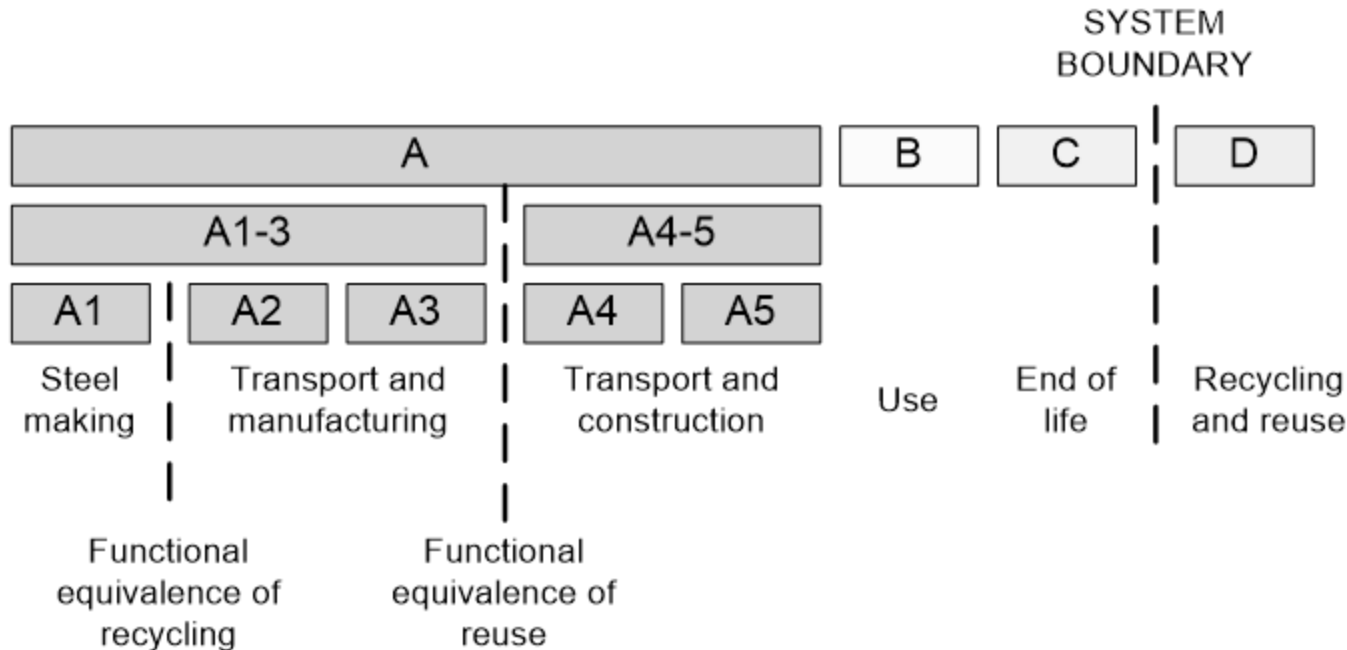 SYSTEM
BOUNDARY
A
B
C
D
A1-3
A4-5
A1
A2
A3
A4
A5
Steel
making
Transport and
manufacturing
Transport and
construction
Use
End of
life
Recycling
and reuse
Functional
equivalence of
recycling
Functional
equivalence of
reuse